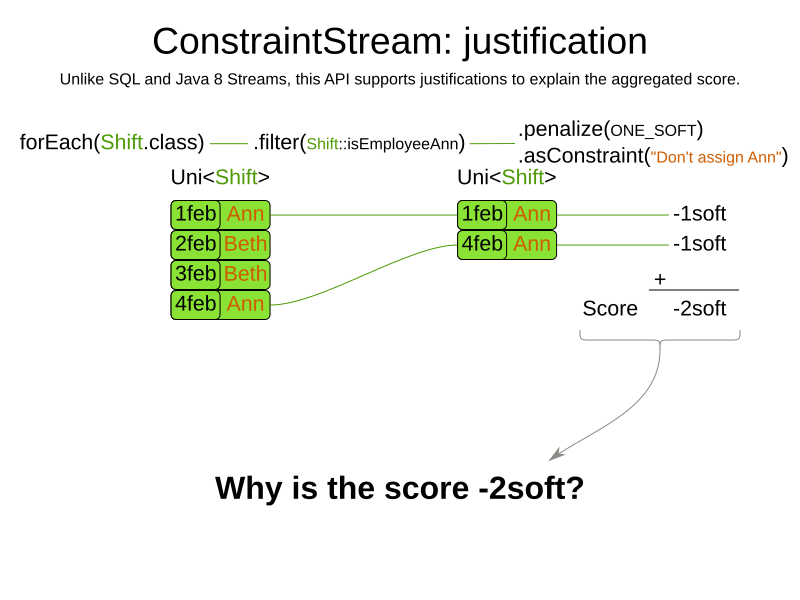 ConstraintStream: justification
Unlike SQL and Java 8 Streams, this API supports justifications to explain the aggregated score.
forEach(Shift.class) .filter(Shift::isEmployeeAnn) .penalize(ONE_SOFT)
.asConstraint("Don't assign Ann")
Uni<Shift> Uni<Shift>
1feb Ann 1feb Ann -1soft
2feb Beth 4feb Ann -1soft
3feb Beth
+
4feb Ann Score -2soft
Why is the score -2soft?